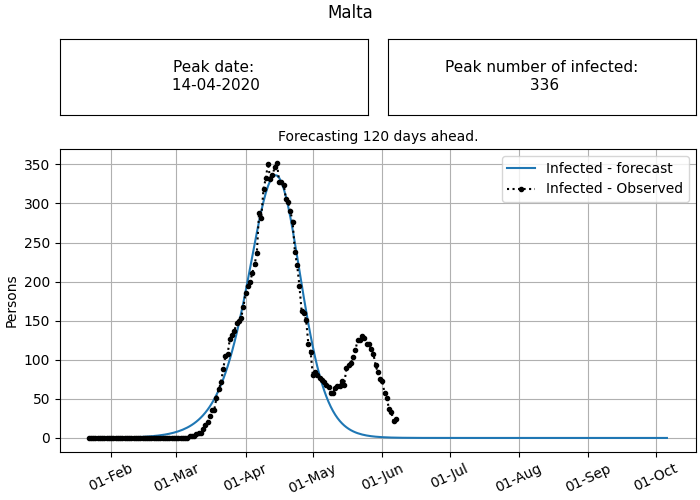 Malta
Peak date:
14-04-2020
Peak number of infected:
336
Forecasting 120 days ahead.
Infected - forecast
Infected - Observed
Persons
350
300
250
200
150
100
50
0
01-Feb
01-Mar
01-Apr
01-May
01-Jun
01-Jul
01-Aug
01-Sep
01-Oct